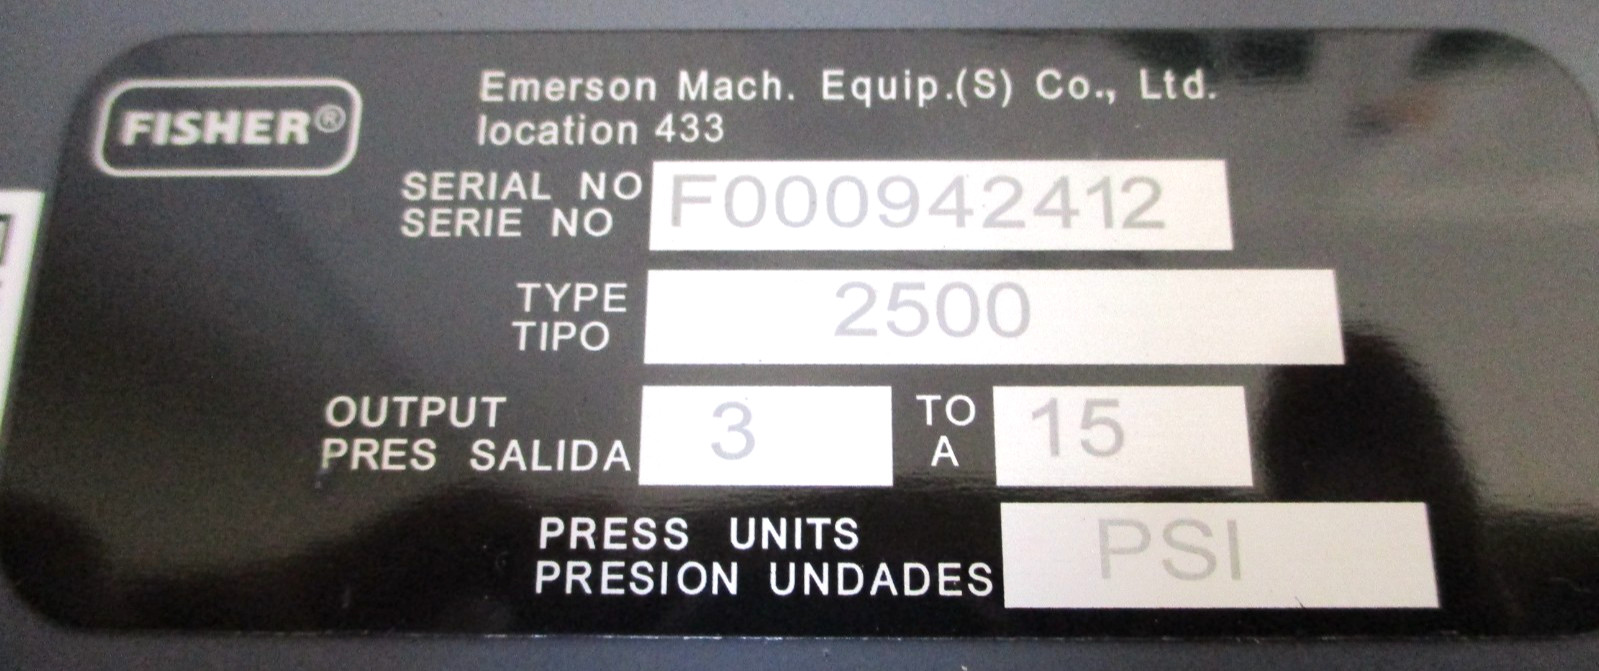 FISHER®
Emerson Mach. Equip.(S) Co., Ltd.
location 433
SERIAL NO
SERIE NO
F000942412
TYPE
TIPO
2500
OUTPUT
PRES SALIDA
3
TO
A
15
PRESS UNITS
PRESION UNDADES
PSI